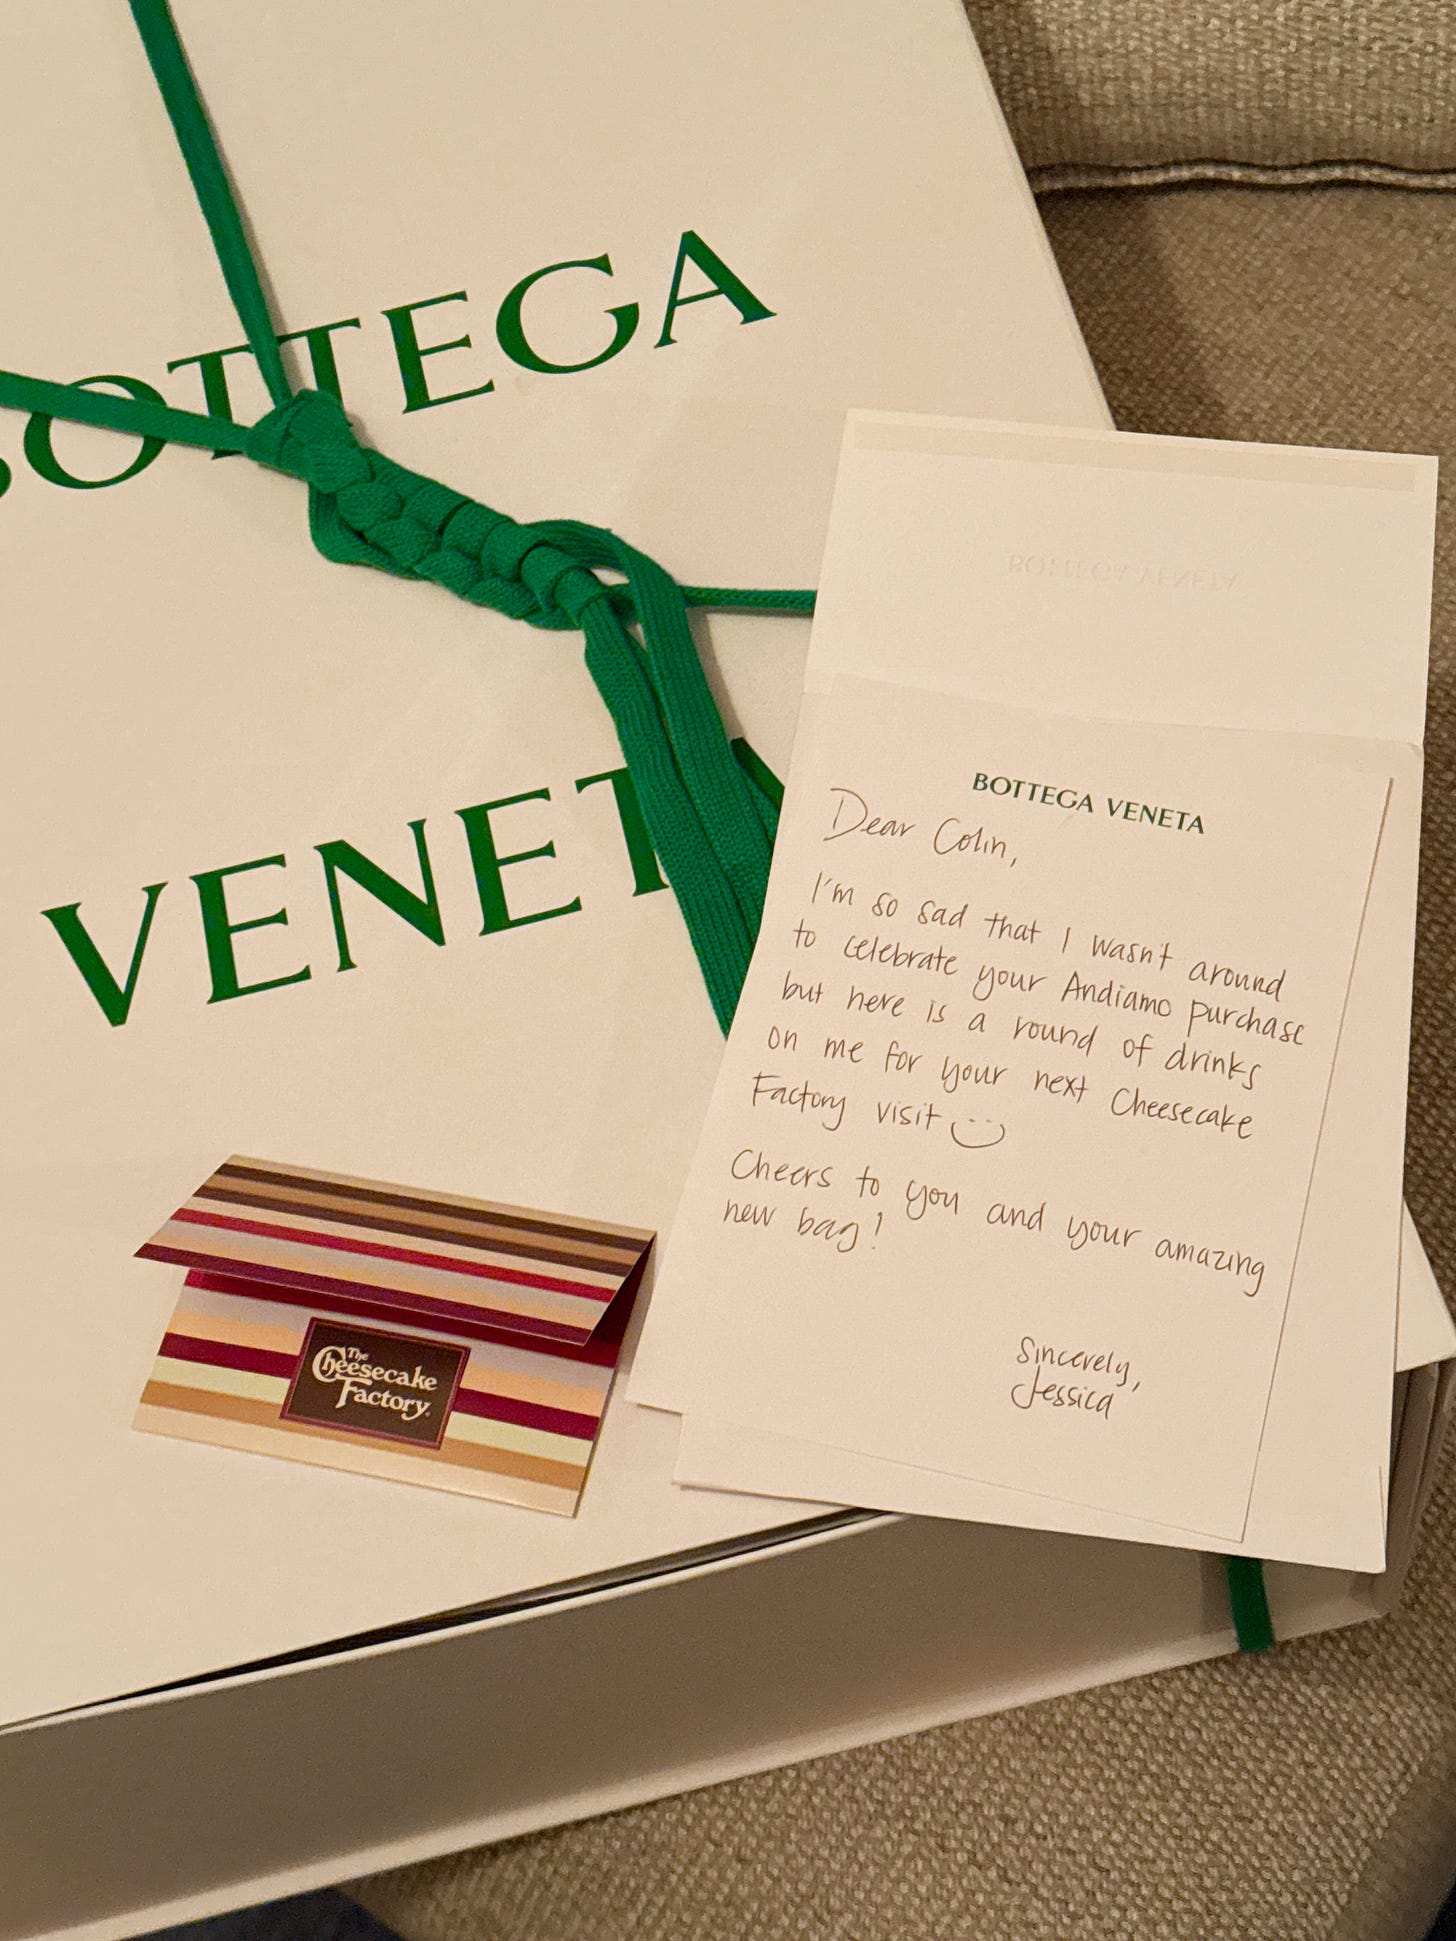 BOTTEGA
VENETA
BOTTEGA VENETA
BOTTEGA VENETA
Dear Colin,
I'm so sad that I wasn't around
to celebrate your Andiamo purchase
but here is a round of drinks
on me for your next Cheesecake
Factory visit
Cheers to you and your amazing
new bag!
Sincerely,
Jessica
The
Cheesecake
Factory